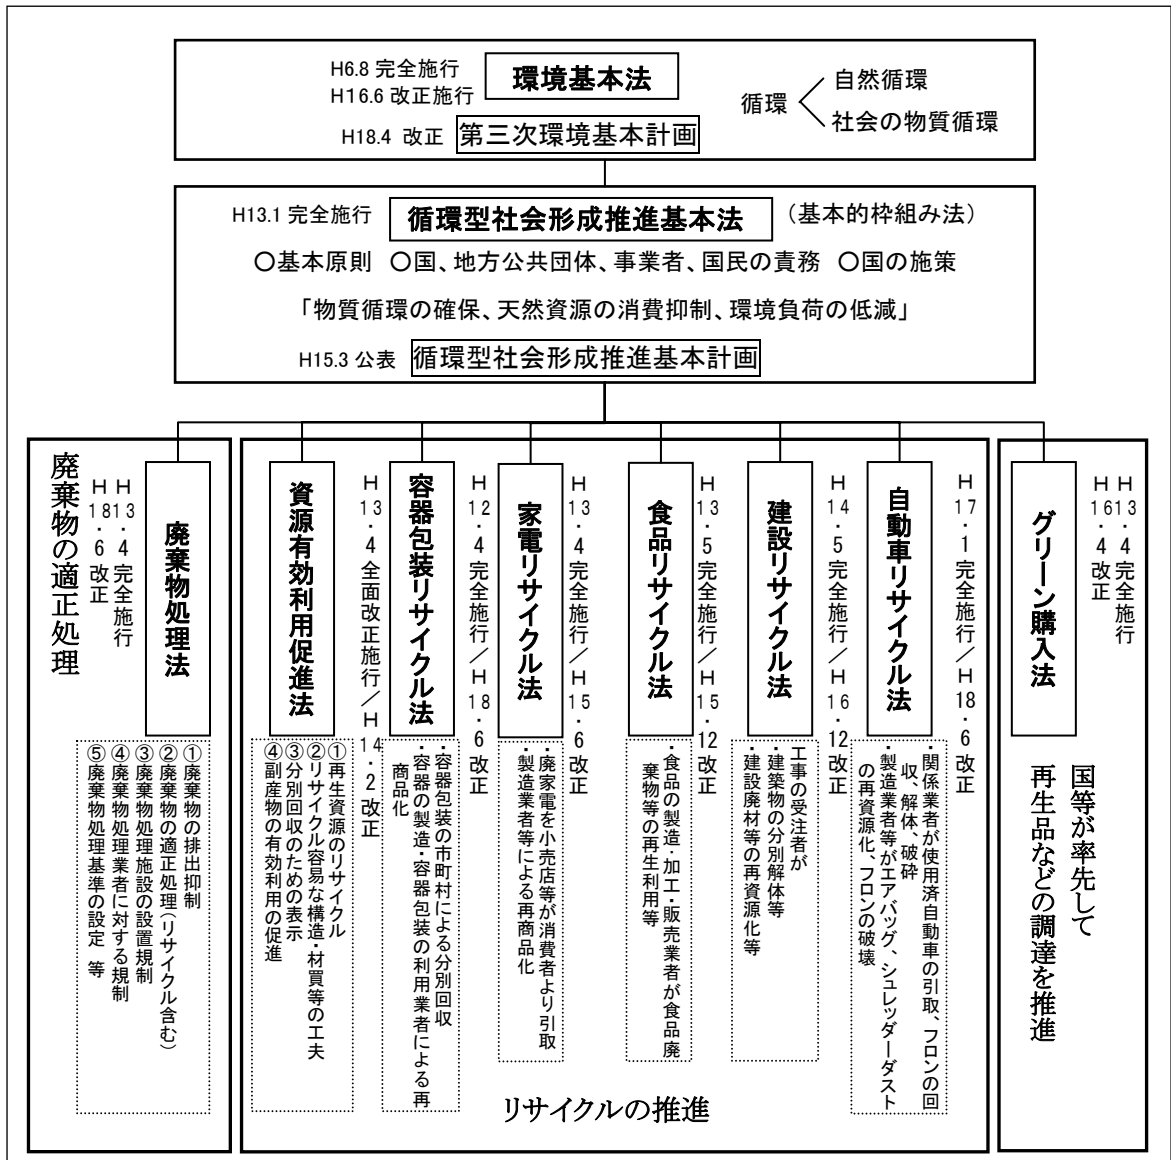 H6.8 完全施行
環境基本法
H16.6 改正施行
循環
自然循環
社会の物質循環
H18.4 改正
第三次環境基本計画
H13.1 完全施行
循環型社会形成推進基本法
(基本的枠組み法)
○基本原則 ○国、地方公共団体、事業者、国民の責務 ○国の施策
「物質循環の確保、天然資源の消費抑制、環境負荷の低減」
H15.3 公表
循環型社会形成推進基本計画
廃棄物の適正処理
廃棄物処理法
H13・4 完全施行
H18・6 改正
①廃棄物の排出抑制
②廃棄物の適正処理(リサイクル含む)
③廃棄物処理施設の設置規制
④廃棄物処理業者に対する規制
⑤廃棄物処理基準の設定 等
資源有効利用促進法
H13・4 全面改正施行/H14・2 改正
①再生資源のリサイクル
②リサイクル容易な構造・材買等の工夫
③分別回収のための表示
④副産物の有効利用の促進
容器包装リサイクル法
H12・4 完全施行/H18・6 改正
・容器包装の市町村による分別回収
・容器の製造・容器包装の利用業者による再
商品化
家電リサイクル法
H13・4 完全施行/H15・6 改正
・廃家電を小売店等が消費者より引取
・製造業者等による再商品化
食品リサイクル法
H13・5 完全施行/H15・12 改正
・食品の製造・加工・販売業者が食品廃
棄物等の再生利用等
建設リサイクル法
H14・5 完全施行/H16・12 改正
工事の受注者が
・建築物の分別解体等
・建設廃材等の再資源化等
自動車リサイクル法
H17・1 完全施行/H18・6 改正
・関係業者が使用済自動車の引取、フロンの回
収、解体、破砕
・製造業者等がエアバッグ、シュレッダーダスト
の再資源化、フロンの破壊
リサイクルの推進
グリーン購入法
H13・4 完全施行
H16・4 改正
国等が率先して
再生品などの調達を推進